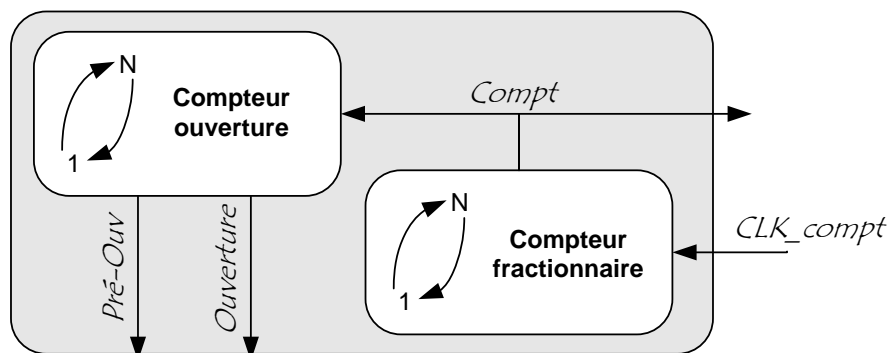 N
Compteur
ouverture
1
Compt
Pré-Ouv
Ouverture
N
Compteur
fractionnaire
1
CLK_compt